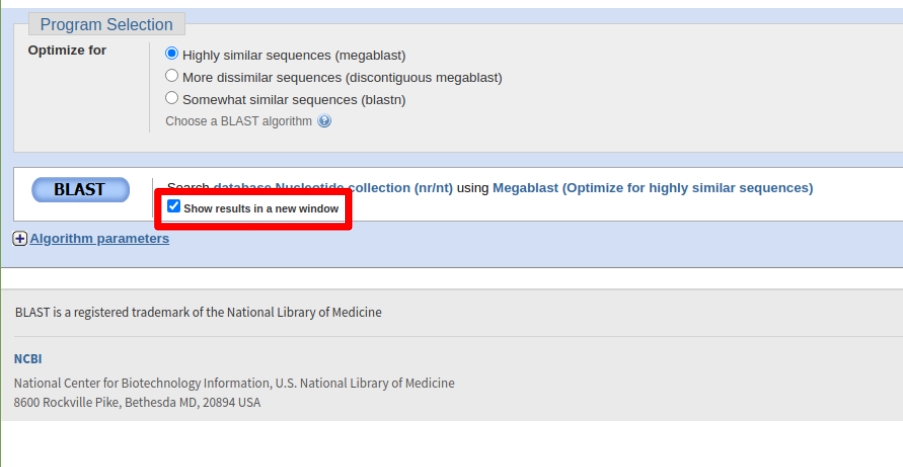 Program Selection
Optimize for
Highly similar sequences (megablast)
More dissimilar sequences (discontiguous megablast)
Somewhat similar sequences (blastn)
Choose a BLAST algorithm
BLAST
Search database Nucleotide collection (nr/nt) using Megablast (Optimize for highly similar sequences)
Show results in a new window
Algorithm parameters
BLAST is a registered trademark of the National Library of Medicine
NCBI
National Center for Biotechnology Information, U.S. National Library of Medicine
8600 Rockville Pike, Bethesda MD, 20894 USA